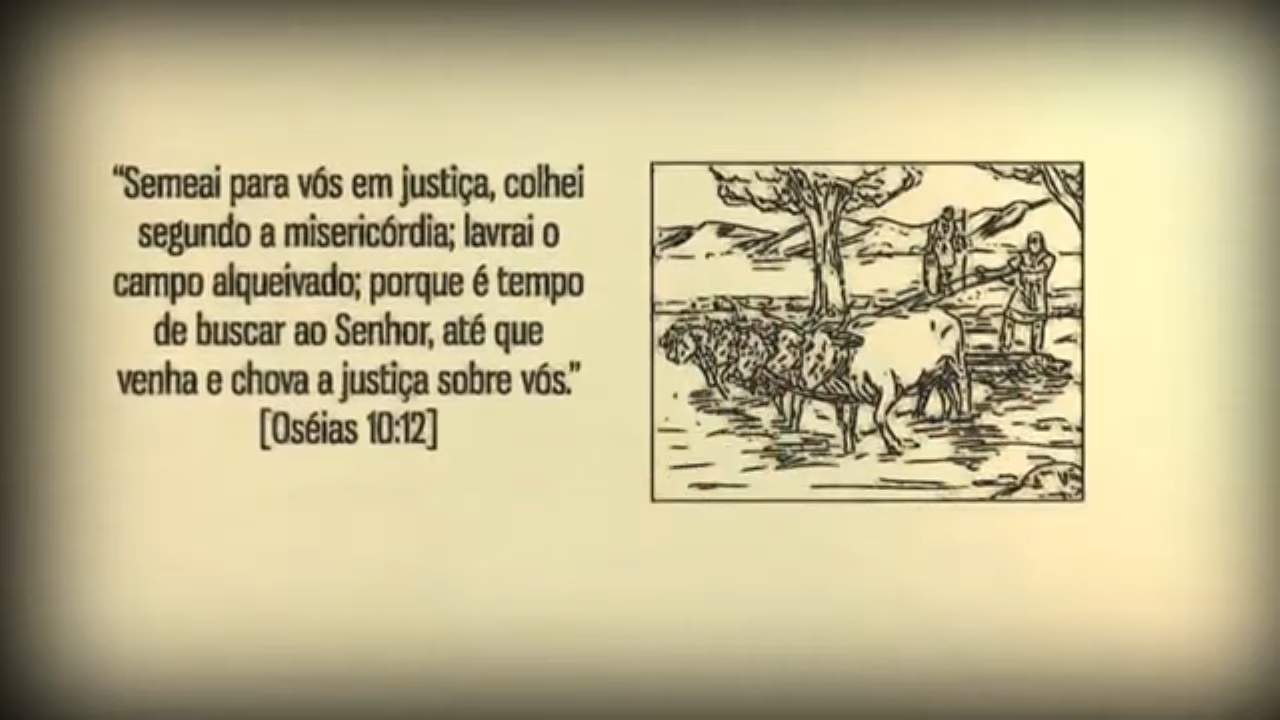 “Semeai para vós em justiça, colhei
segundo a misericórdia; lavrai o
campo alqueivado; porque é tempo
de buscar ao Senhor, até que
venha e chova a justiça sobre vós.”
[Oséias 10:12]